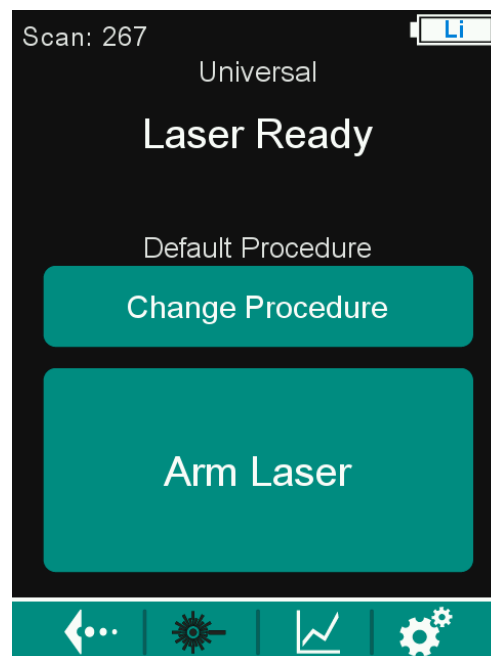 Scan: 267
Li
Universal
Laser Ready
Default Procedure
Change Procedure
Arm Laser